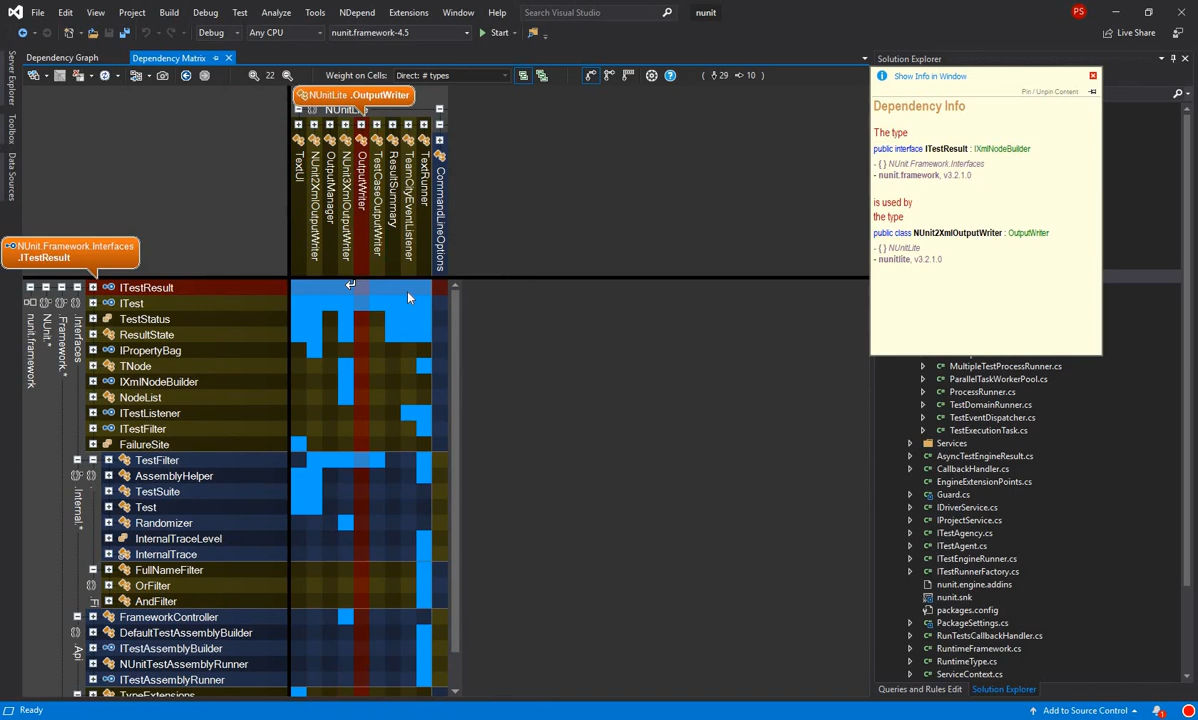 File Edit View Git Project Build Debug Test Analyze Tools NDepend Extensions Window Help Search Visual Studio nunit PS
Debug Any CPU nunit.framework-4.5 Start Live Share
Dependency Graph Dependency Matrix Solution Explorer
22 Weight on Cells: Direct: # types 29 10
Show Info in Window
Pin / Unpin Content
Dependency Info
The type
public interface ITestResult : IXmlNodeBuilder
- { } NUnit.Framework.Interfaces
- nunit.framework, v3.2.1.0
is used by
the type
public class NUnit2XmlOutputWriter : OutputWriter
- { } NUnitLite
- nunitlite, v3.2.1.0
Server Explorer
Toolbox
Data Sources
NUnitLite .OutputWriter
TextUI
NUnit2XmlOutputWriter
OutputManager
NUnit3XmlOutputWriter
OutputWriter
TestCaseOutputWriter
ResultSummary
TeamCityEventListener
TextRunner
CommandLineOptions
NUnit.Framework.Interfaces
.ITestResult
nunit.framework
NUnit.*
.Framework.*
.Interfaces
.Internal.*
Api
ITestResult
ITest
TestStatus
ResultState
IPropertyBag
TNode
IXmlNodeBuilder
NodeList
ITestListener
ITestFilter
FailureSite
TestFilter
AssemblyHelper
TestSuite
Test
Randomizer
InternalTraceLevel
InternalTrace
FullNameFilter
OrFilter
AndFilter
FrameworkController
DefaultTestAssemblyBuilder
ITestAssemblyBuilder
NUnitTestAssemblyRunner
ITestAssemblyRunner
TypeExtensions
MultipleTestProcessRunner.cs
ParallelTaskWorkerPool.cs
ProcessRunner.cs
TestDomainRunner.cs
TestEventDispatcher.cs
TestExecutionTask.cs
Services
AsyncTestEngineResult.cs
CallbackHandler.cs
EngineExtensionPoints.cs
Guard.cs
IDriverService.cs
IProjectService.cs
ITestAgency.cs
ITestAgent.cs
ITestEngineRunner.cs
ITestRunnerFactory.cs
nunit.engine.addins
nunit.snk
packages.config
PackageSettings.cs
RunTestsCallbackHandler.cs
RuntimeFramework.cs
RuntimeType.cs
ServiceContext.cs
Queries and Rules Edit Solution Explorer
Ready Add to Source Control